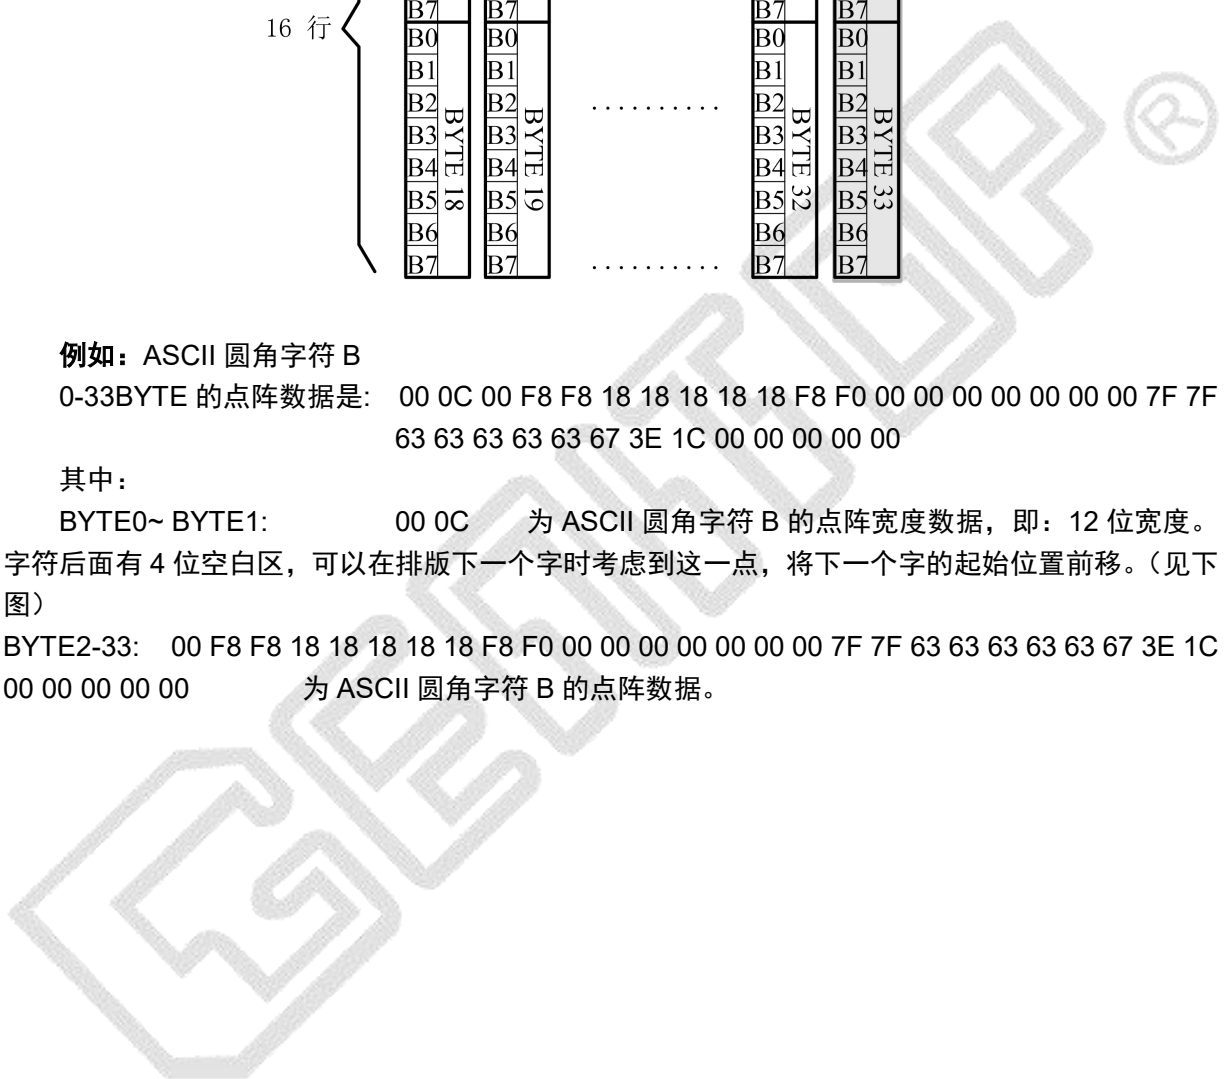 B7 B7 B7 B7
16 行
B0 B0 B0 B0
B1 B1 B1 B1
B2 B2 .......... B2 B2
B3 B3 B3 B3
B4 B4 B4 B4
B5 B5 B5 B5
B6 B6 B6 B6
B7 B7 .......... B7 B7
BYTE 18
BYTE 19
BYTE 32
BYTE 33
例如：ASCII 圆角字符 B
0-33BYTE 的点阵数据是: 00 0C 00 F8 F8 18 18 18 18 18 F8 F0 00 00 00 00 00 00 00 7F 7F
63 63 63 63 63 67 3E 1C 00 00 00 00 00
其中：
BYTE0~ BYTE1: 00 0C 为 ASCII 圆角字符 B 的点阵宽度数据，即：12 位宽度。
字符后面有 4 位空白区，可以在排版下一个字时考虑到这一点，将下一个字的起始位置前移。（见下
图）
BYTE2-33: 00 F8 F8 18 18 18 18 18 F8 F0 00 00 00 00 00 00 00 7F 7F 63 63 63 63 63 67 3E 1C
00 00 00 00 00 为 ASCII 圆角字符 B 的点阵数据。
GENITOP®